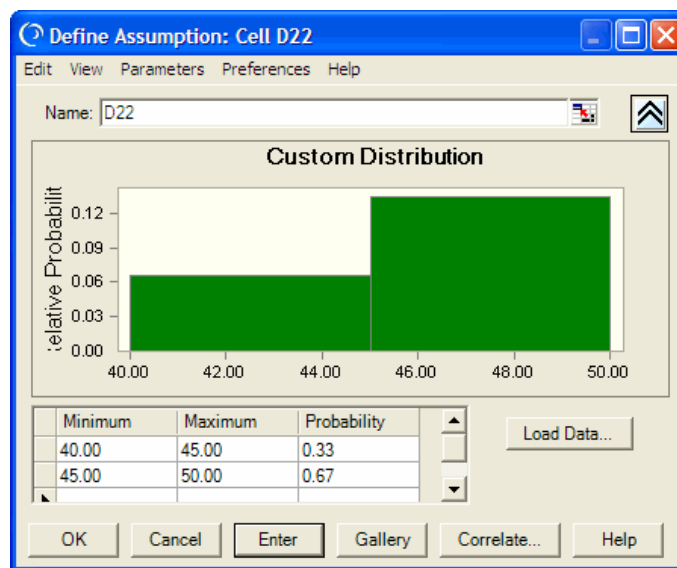 Define Assumption: Cell D22
Edit View Parameters Preferences Help
Name: D22
Custom Distribution
elative Probabilit
0.12
0.09
0.06
0.03
0.00
40.00 42.00 44.00 46.00 48.00 50.00
Minimum Maximum Probability
40.00 45.00 0.33
45.00 50.00 0.67
Load Data...
OK Cancel Enter Gallery Correlate... Help